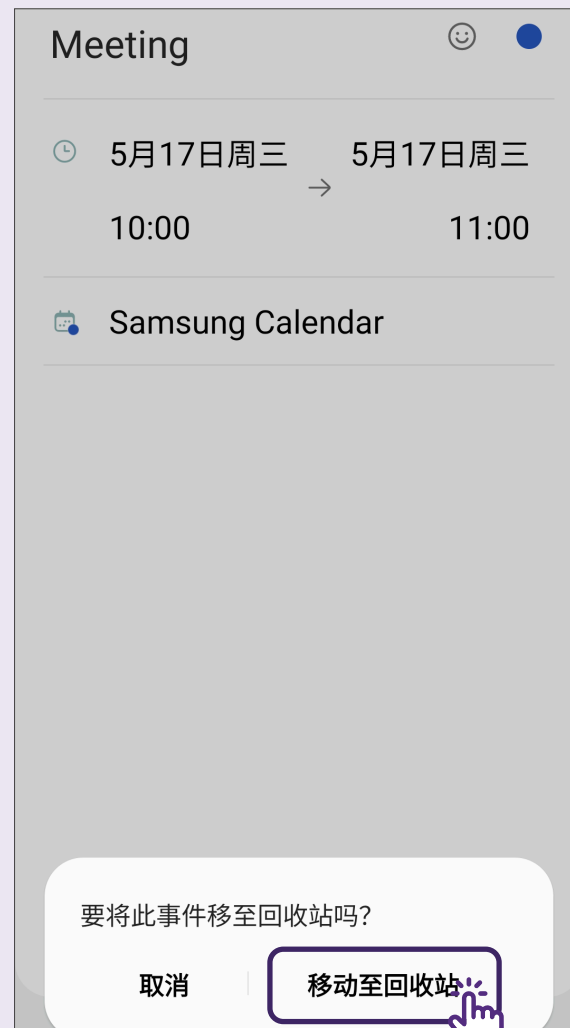 Meeting
5月17日周三 5月17日周三
→
10:00 11:00
Samsung Calendar
要将此事件移至回收站吗?
取消 移动至回收站